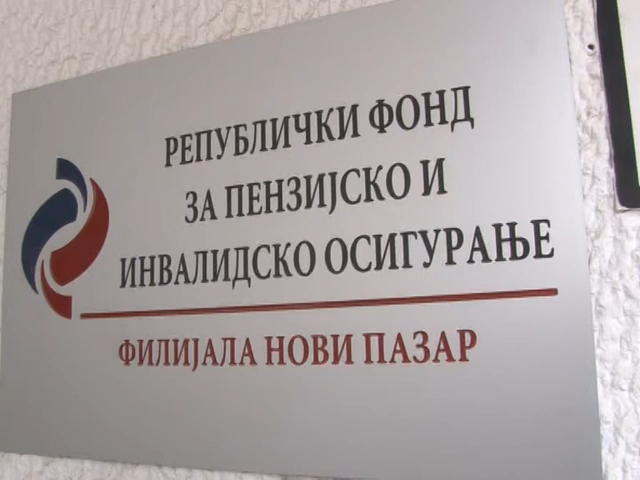 РЕПУБЛИЧКИ ФОНД
ЗА ПЕНЗИЈСКО И
ИНВАЛИДСКО ОСИГУРАЊЕ
ФИЛИЈАЛА НОВИ ПАЗАР